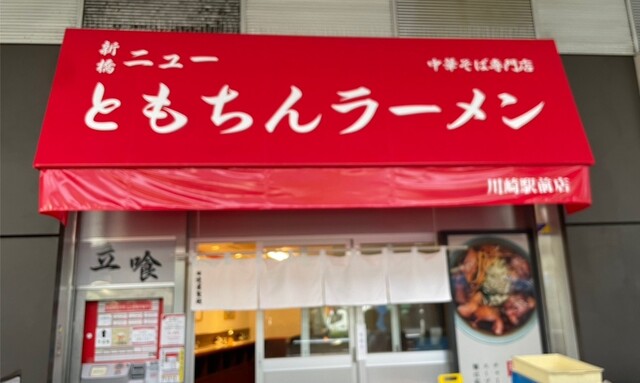 新橋 ニュー
中華そば専門店
ともちんラーメン
川崎駅前店
立喰